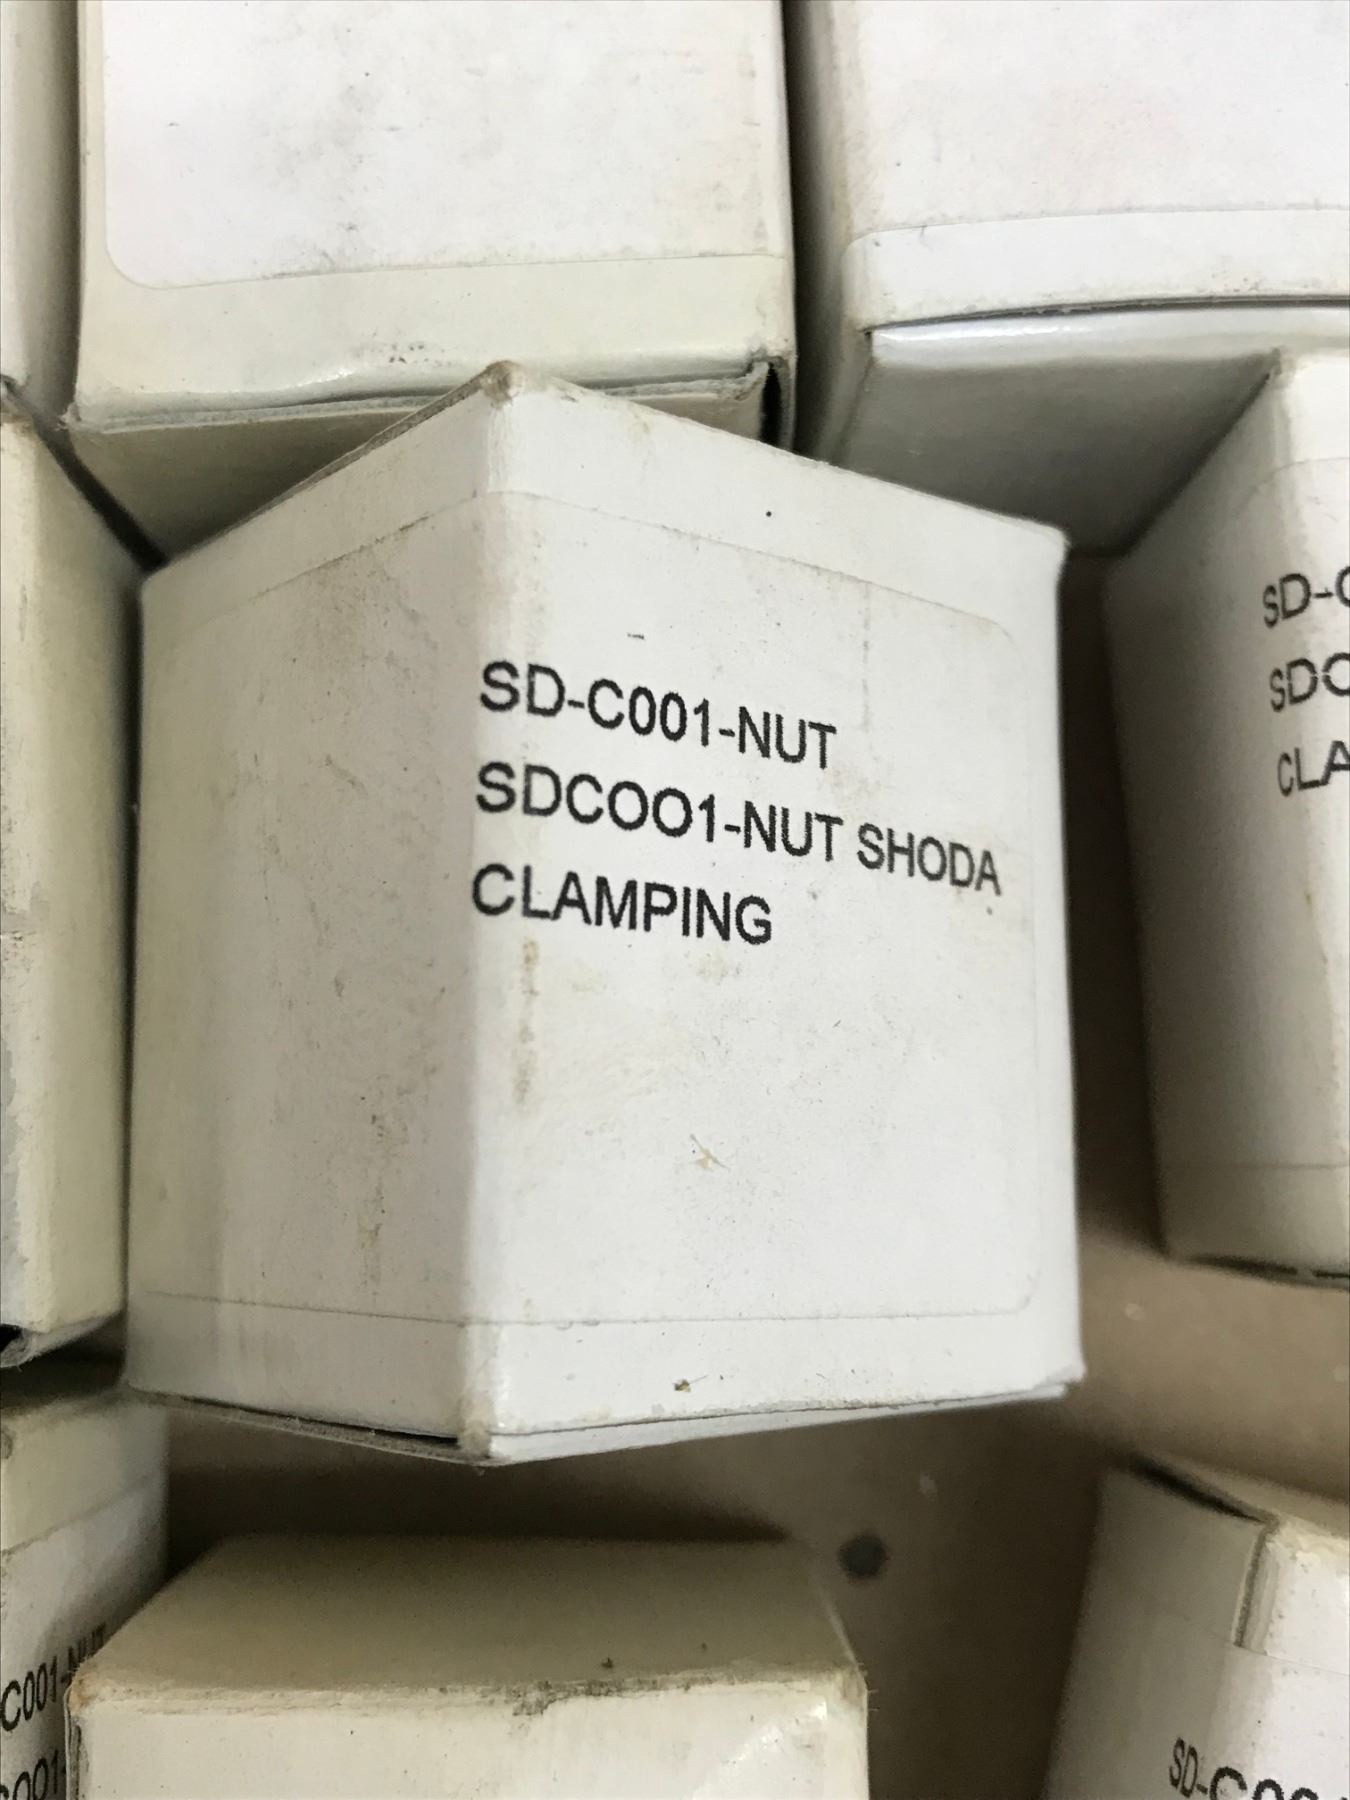 SD-C001-NUT
SDCOO1-NUT SHODA
CLAMPING